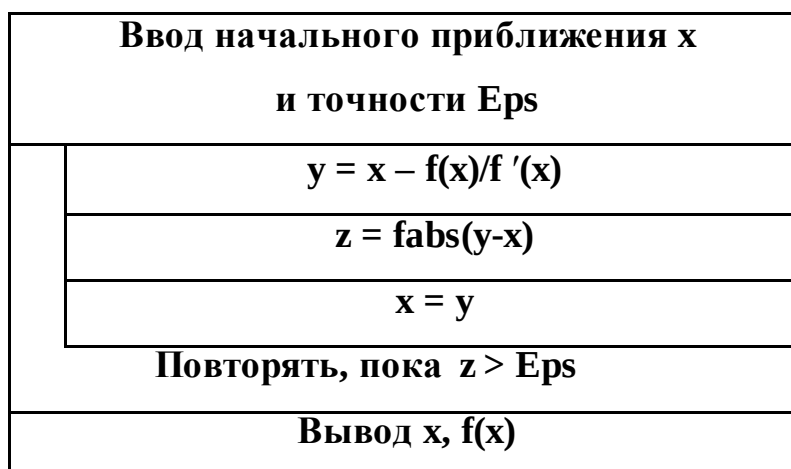 Ввод начального приближения x
и точности Eps
y = x – f(x)/f ′(x)
z = fabs(y-x)
x = y
Повторять, пока z > Eps
Вывод x, f(x)